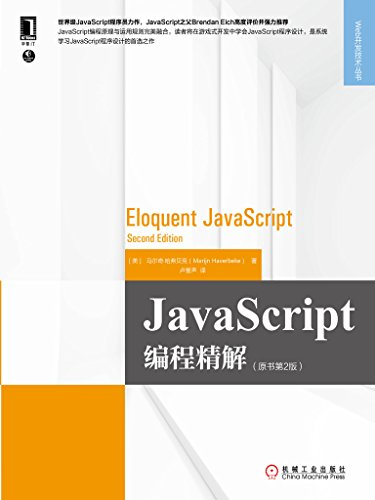 华章IT
世界级JavaScript程序员力作，JavaScript之父Brendan Eich高度评价并强力推荐
JavaScript编程原理与运用规则完美融合，读者将在游戏式开发中学会JavaScript程序设计，是系统
学习JavaScript程序设计的首选之作
Web开发技术丛书
Eloquent JavaScript
Second Edition
（美） 马尔奇·哈弗贝克（Marijn Haverbeke） 著
卢誉声 译
JavaScript
编程精解（原书第2版）
机械工业出版社
China Machine Press